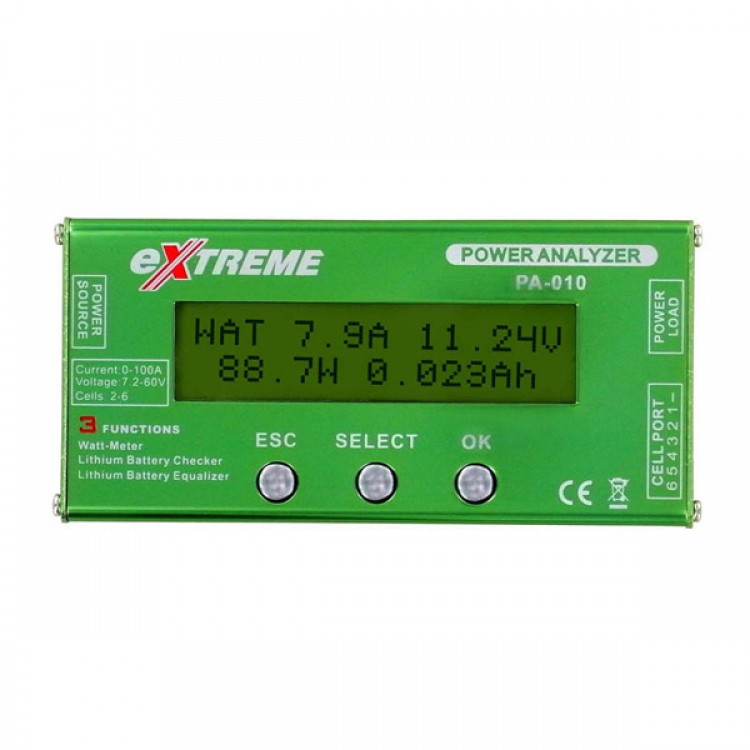 eXTREME
POWER ANALYZER
PA-010
POWER SOURCE
POWER LOAD
WAT 7.9A 11.24V
88.7W 0.023Ah
Current:0-100A
Voltage:7.2-60V
Cells 2-6
3 FUNCTIONS
Watt-Meter
Lithium Battery Checker
Lithium Battery Equalizer
ESC SELECT OK
CELL PORT
654321-
CE